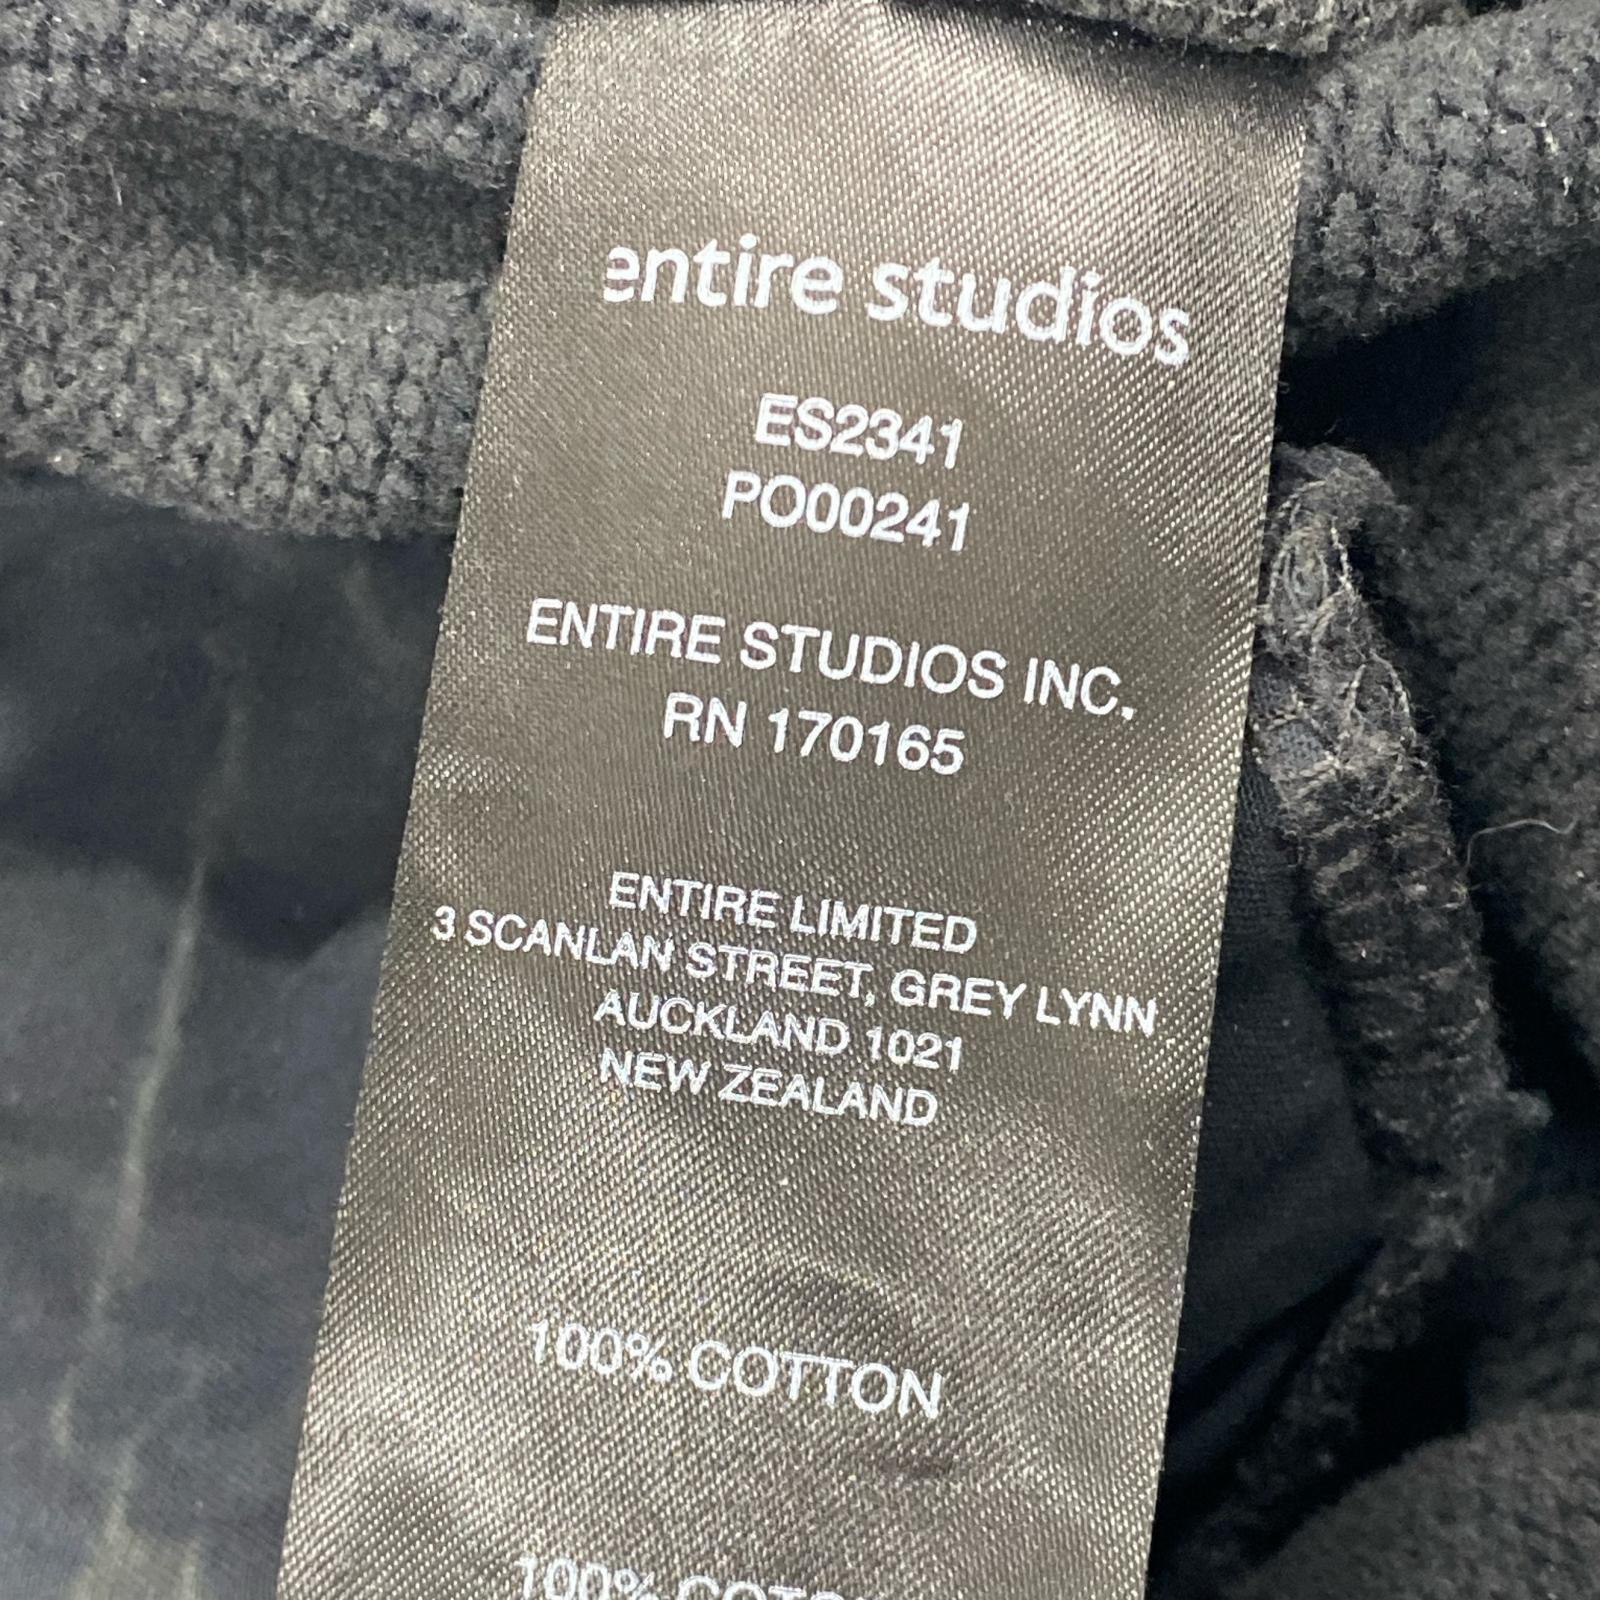 entire studios
ES2341
PO00241
ENTIRE STUDIOS INC.
RN 170165
ENTIRE LIMITED
3 SCANLAN STREET, GREY LYNN
AUCKLAND 1021
NEW ZEALAND
100% COTTON
100%